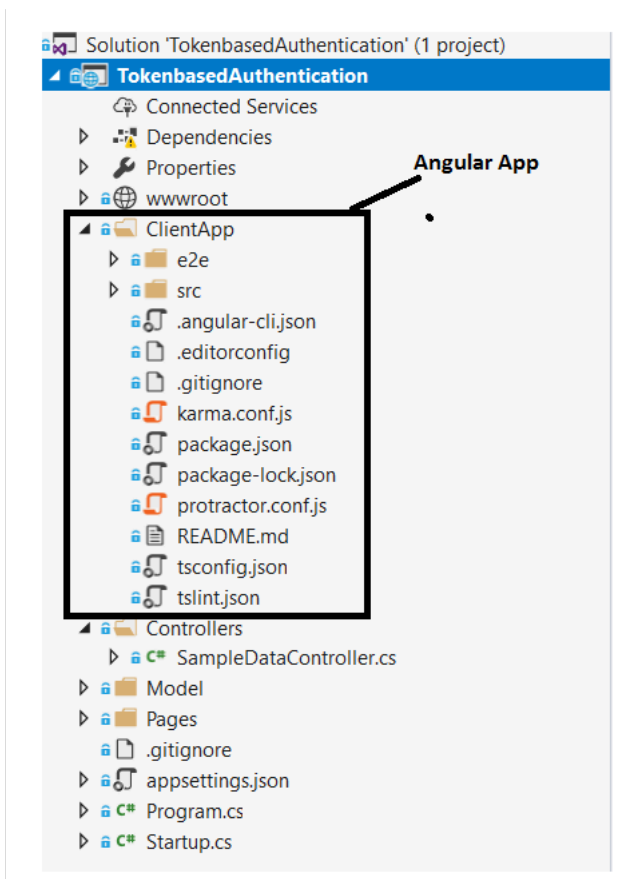 Solution 'TokenbasedAuthentication' (1 project)
TokenbasedAuthentication
Connected Services
Dependencies
Properties
Angular App
wwwroot
ClientApp
e2e
src
.angular-cli.json
.editorconfig
.gitignore
karma.conf.js
package.json
package-lock.json
protractor.conf.js
README.md
tsconfig.json
tslint.json
Controllers
C# SampleDataController.cs
Model
Pages
.gitignore
appsettings.json
C# Program.cs
C# Startup.cs